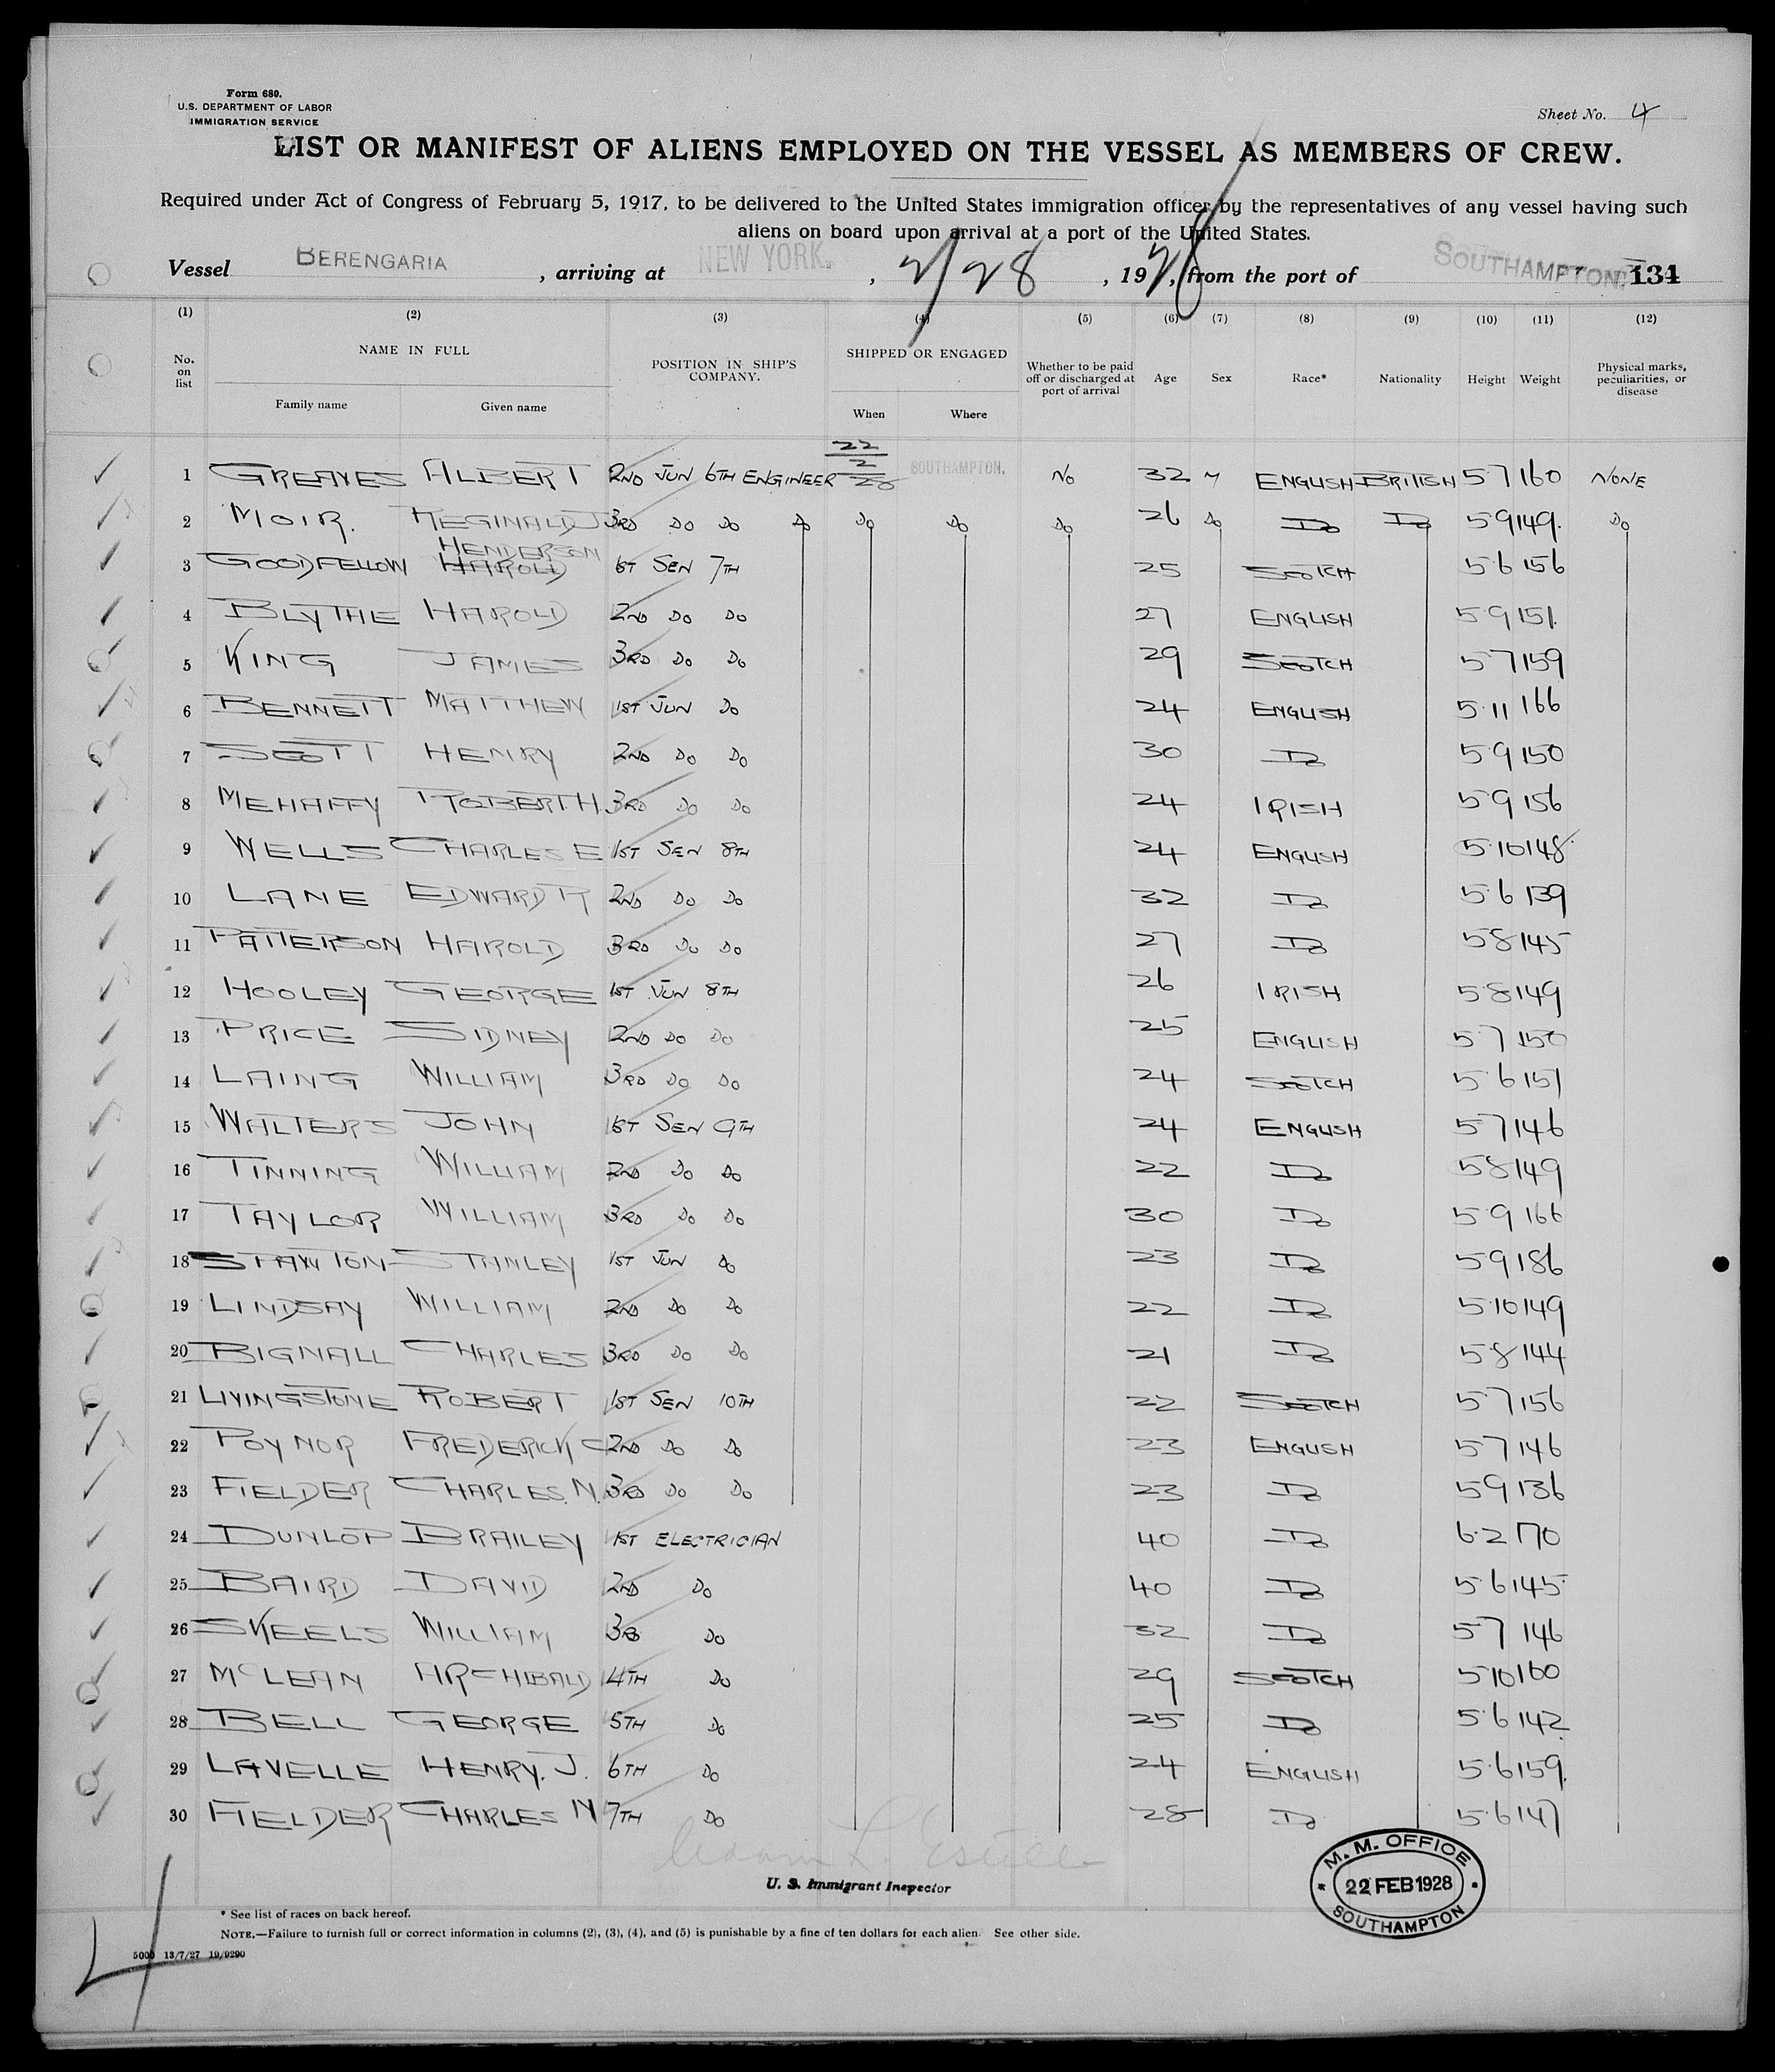 Form 680.
U.S. DEPARTMENT OF LABOR
IMMIGRATION SERVICE
Sheet No. 4
LIST OR MANIFEST OF ALIENS EMPLOYED ON THE VESSEL AS MEMBERS OF CREW.
Required under Act of Congress of February 5, 1917, to be delivered to the United States immigration officer by the representatives of any vessel having such
aliens on board upon arrival at a port of the United States.
Vessel BERENGARIA, arriving at NEW YORK., 2/28, 1928, from the port of SOUTHAMPTON. 134
(1) (2) (3) (4) (5) (6) (7) (8) (9) (10) (11) (12)
No. on list NAME IN FULL Family name Given name POSITION IN SHIP'S COMPANY. SHIPPED OR ENGAGED When Where Whether to be paid off or discharged at port of arrival Age Sex Race* Nationality Height Weight Physical marks, peculiarities, or disease
1 GREAVES ALBERT 2ND JUN 6TH ENGINEER 22/2/28 SOUTHAMPTON. NO 32 M ENGLISH BRITISH 5 7 160 NONE
2 MOIR. REGINALD J 3RD DO DO DO DO DO DO 26 DO DO DO 5 9 149. DO
HENDERSON
3 GOODFELLOW HAROLD 1ST SEN 7TH 25 SCOTCH 5 6 156
4 BLYTHE HAROLD 2ND DO DO 27 ENGLISH 5 9 151.
5 KING JAMES 3RD DO DO 29 SCOTCH 5 7 159
6 BENNETT MATTHEW 1ST JUN DO 24 ENGLISH 5.11 166
7 SCOTT HENRY 2ND DO DO 30 DO 5 9 150
8 MEHAFFY ROBERT H 3RD DO DO 24 IRISH 5 9 156
9 WELLS CHARLES E 1ST SEN 8TH 24 ENGLISH 5.10 148
10 LANE EDWARD R 2ND DO DO 32 DO 5.6 139
11 PATTERSON HAROLD 3RD DO DO 27 DO 5 8 145
12 HOOLEY GEORGE 1ST JUN 8TH 26 IRISH 5 8 149
13 PRICE SIDNEY 2ND DO DO 25 ENGLISH 5 7 150
14 LAING WILLIAM 3RD DO DO 24 SCOTCH 5 6 151
15 WALTERS JOHN 1ST SEN 9TH 24 ENGLISH 5 7 146
16 TINNING WILLIAM 2ND DO DO 22 DO 5 8 149
17 TAYLOR WILLIAM 3RD DO DO 30 DO 5 9 166
18 STANLEY 1ST JUN DO 23 DO 5 9 186
19 LINDSAY WILLIAM 2ND DO DO 22 DO 5.10 149
20 BIGNALL CHARLES 3RD DO DO 21 DO 5 8 144
21 LIVINGSTONE ROBERT 1ST SEN 10TH 22 SCOTCH 5 7 156
22 POYNOR FREDERICK C 2ND DO DO 23 ENGLISH 5 7 146
23 FIELDER CHARLES. N. 3RD DO DO 23 DO 5 9 136
24 DUNLOP BRAILEY 1ST ELECTRICIAN 40 DO 6.2 170
25 BAIRD DAVID 2ND DO 40 DO 5.6 145
26 SKEELS WILLIAM 3RD DO 32 DO 5 7 146
27 MCLEAN ARCHIBALD 4TH DO 29 SCOTCH 5 10 160
28 BELL GEORGE 5TH DO 25 DO 5.6 142
29 LAVELLE HENRY. J. 6TH DO 24 ENGLISH 5.6 159.
30 FIELDER CHARLES N 7TH DO 28 DO 5.6 147
U. S. Immigrant Inspector
M. M. OFFICE
22 FEB 1928
SOUTHAMPTON
* See list of races on back hereof.
NOTE.—Failure to furnish full or correct information in columns (2), (3), (4), and (5) is punishable by a fine of ten dollars for each alien. See other side.
5000 13/7/27 19/9290